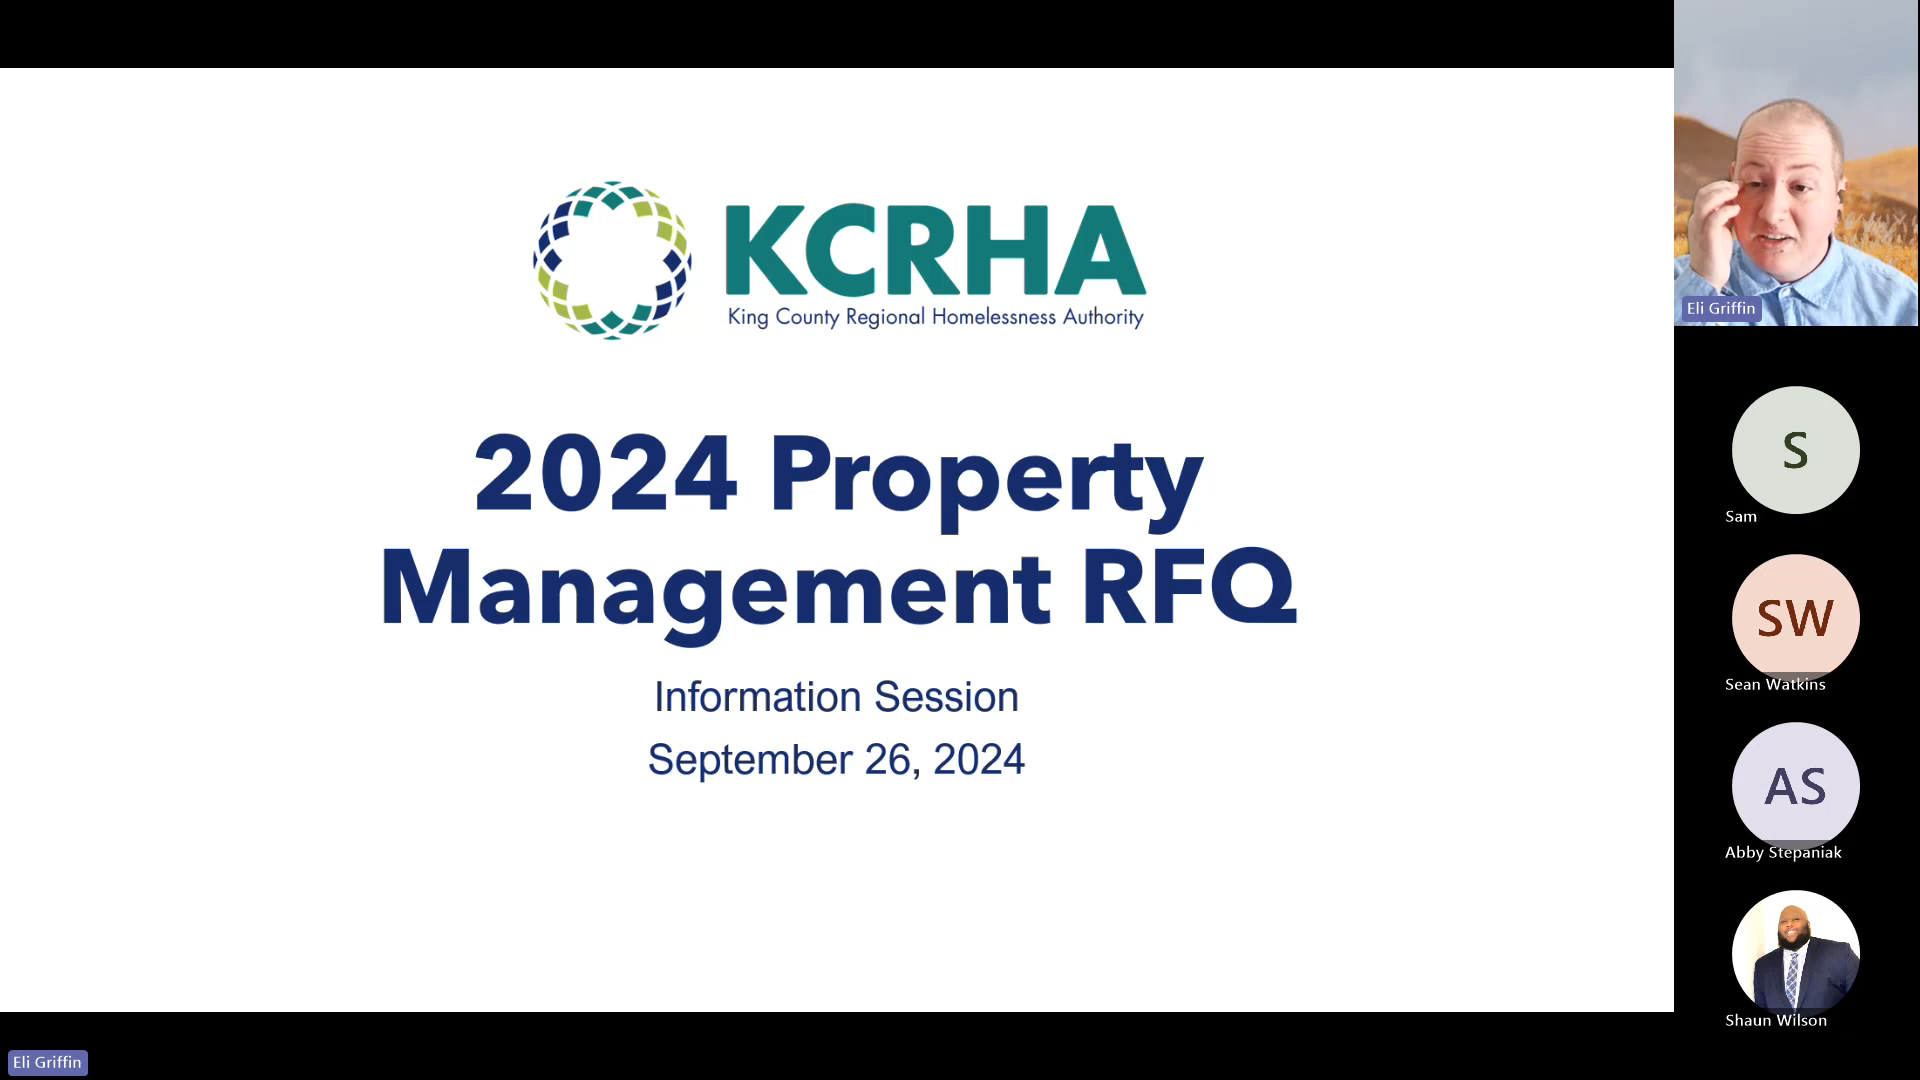 KCRHA
King County Regional Homelessness Authority
2024 Property
Management RFQ
Information Session
September 26, 2024
Eli Griffin
S
Sam
SW
Sean Watkins
AS
Abby Stepaniak
Shaun Wilson
Eli Griffin